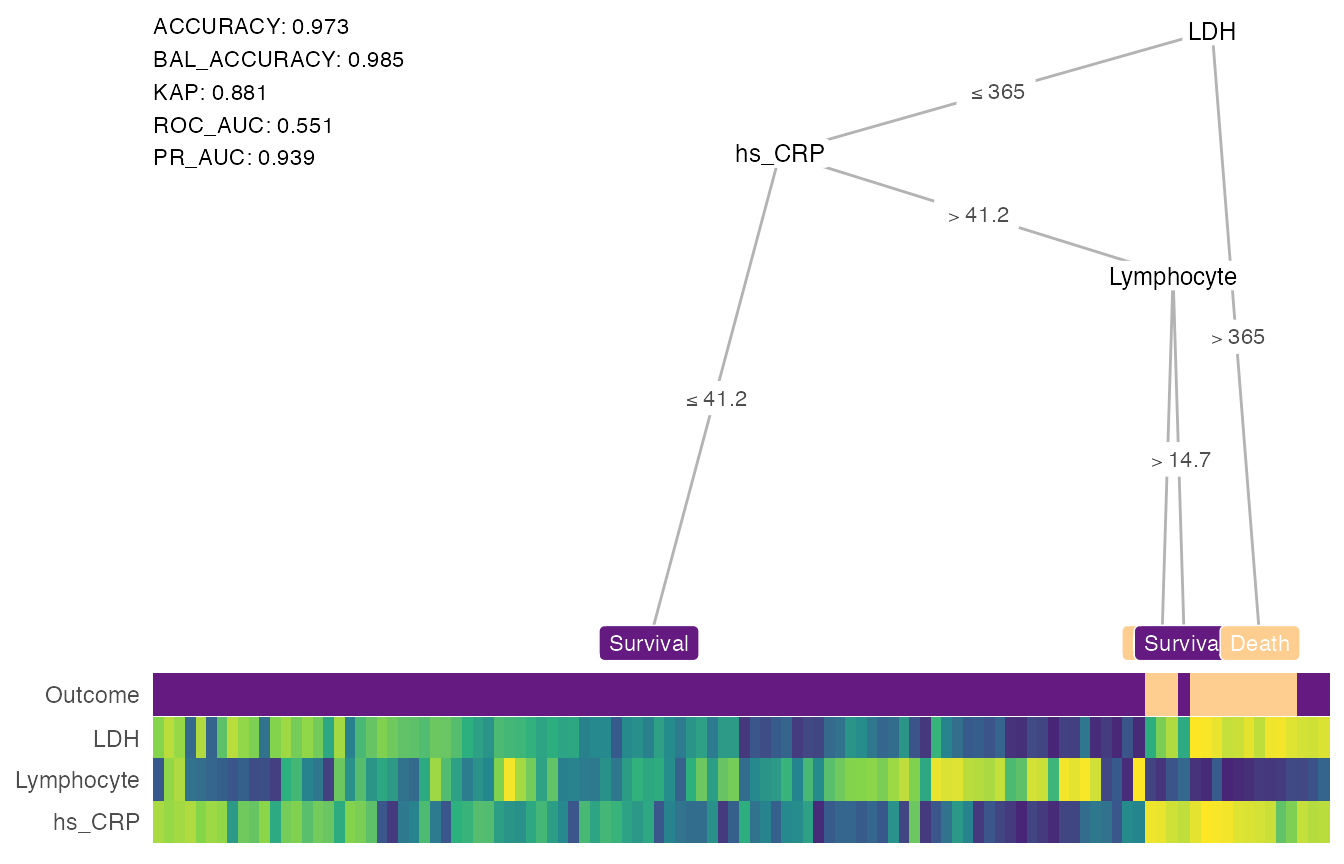 ACCURACY: 0.973
BAL_ACCURACY: 0.985
KAP: 0.881
ROC_AUC: 0.551
PR_AUC: 0.939
LDH
≤ 365
hs_CRP
> 41.2
Lymphocyte
> 365
≤ 41.2
> 14.7
Survival
Surviva
Death
Outcome
LDH
Lymphocyte
hs_CRP